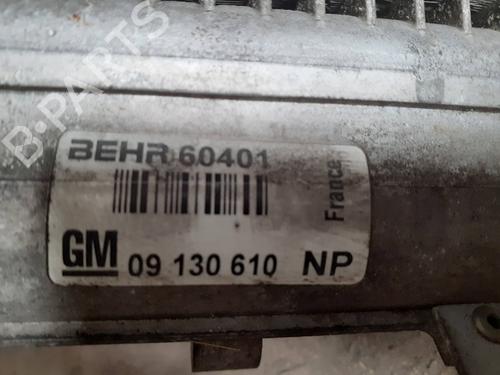 BEHR 60401
France
GM 09 130 610 NP
B-PARTS